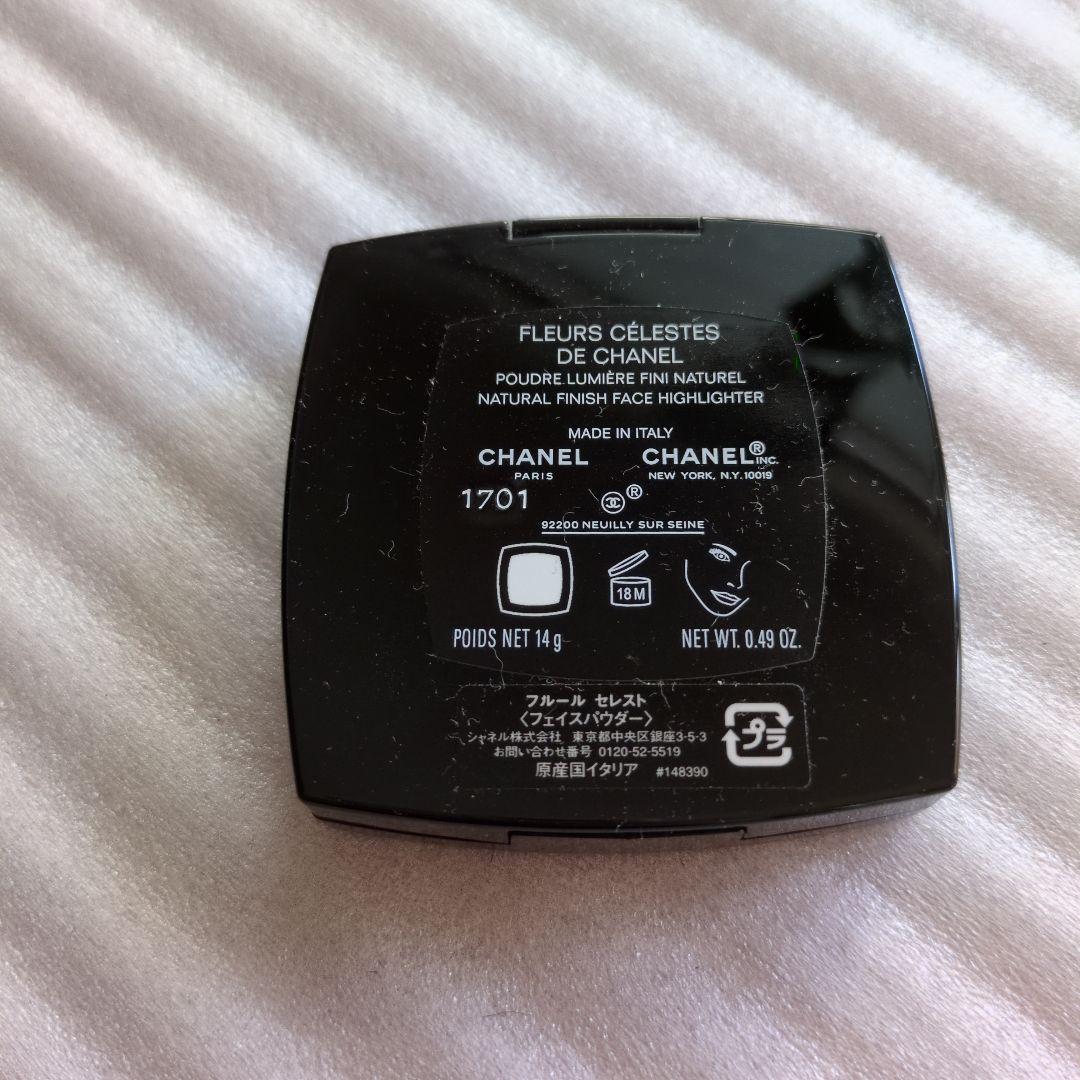 FLEURS CÉLESTES
DE CHANEL
POUDRE LUMIÈRE FINI NATUREL
NATURAL FINISH FACE HIGHLIGHTER
MADE IN ITALY
CHANEL CHANEL® INC.
PARIS NEW YORK, N.Y. 10019
1701 ®
92200 NEUILLY SUR SEINE
18 M
POIDS NET 14 g NET WT. 0.49 OZ.
フルール セレスト
〈フェイスパウダー〉
シャネル株式会社 東京都中央区銀座3-5-3
お問い合わせ番号 0120-52-5519
原産国イタリア #148390
プラ